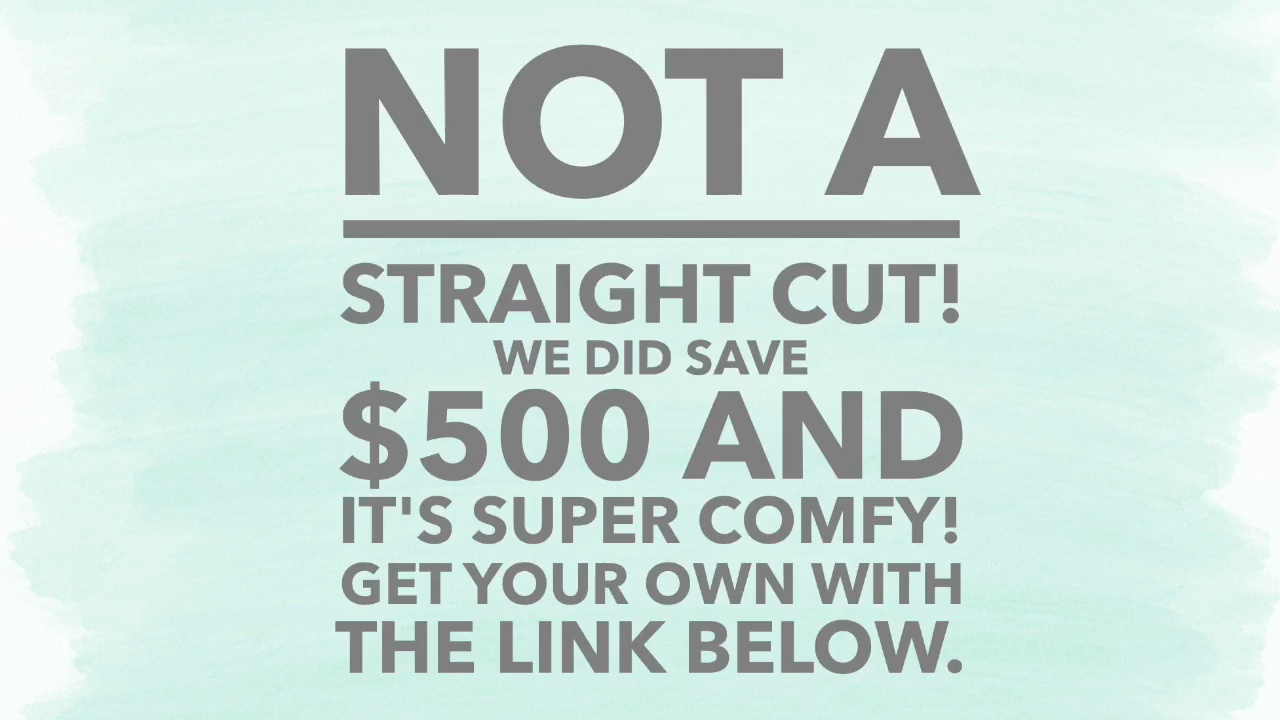 NOT A
STRAIGHT CUT!
WE DID SAVE
$500 AND
IT'S SUPER COMFY!
GET YOUR OWN WITH
THE LINK BELOW.